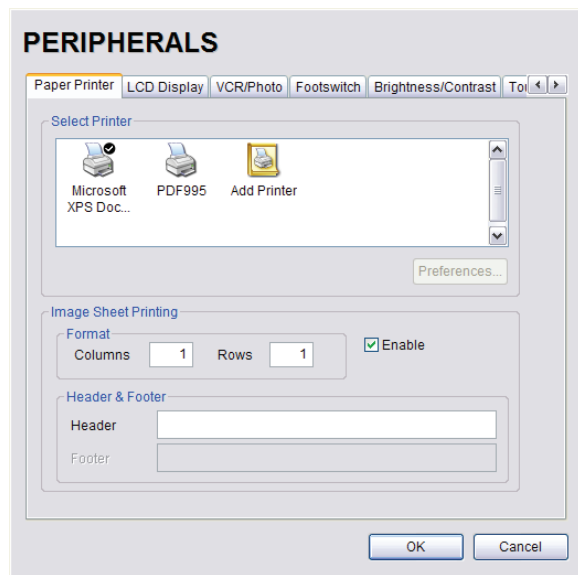 PERIPHERALS
Paper Printer LCD Display VCR/Photo Footswitch Brightness/Contrast
Select Printer
Microsoft XPS Doc... PDF995 Add Printer
Preferences...
Image Sheet Printing
Format
Columns 1 Rows 1 Enable
Header & Footer
Header
Footer
OK Cancel